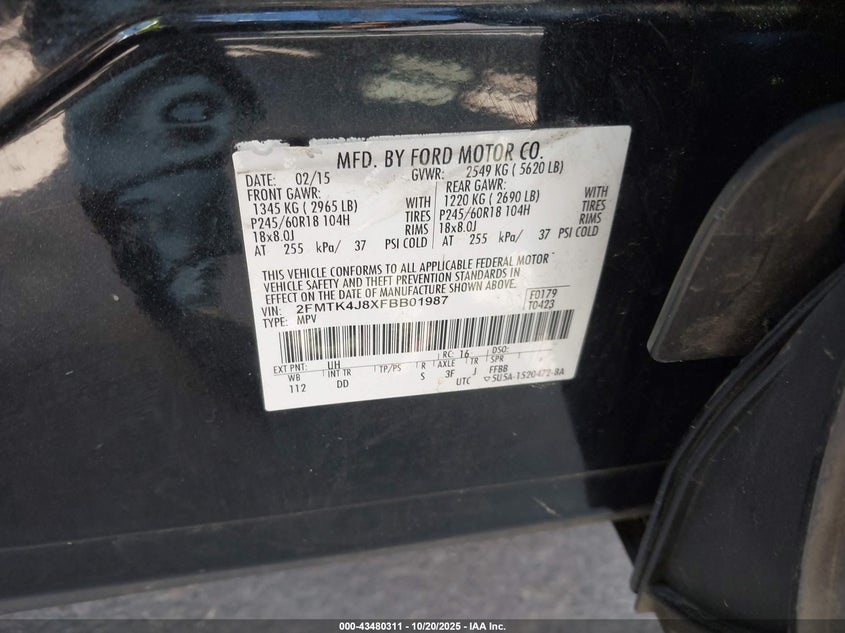 MFD. BY FORD MOTOR CO.
DATE: 02/15 GVWR: 2549 KG ( 5620 LB)
FRONT GAWR: REAR GAWR:
1345 KG ( 2965 LB) WITH 1220 KG ( 2690 LB) WITH
P245/60R18 104H TIRES P245/60R18 104H TIRES
18x8.0J RIMS 18x8.0J RIMS
AT 255 kPa/ 37 PSI COLD AT 255 kPa/ 37 PSI COLD
THIS VEHICLE CONFORMS TO ALL APPLICABLE FEDERAL MOTOR
VEHICLE SAFETY AND THEFT PREVENTION STANDARDS IN
EFFECT ON THE DATE OF MANUFACTURE SHOWN ABOVE.
VIN: 2FMTK4J8XFBB01987 F0179
TYPE: MPV T0423
EXT PNT: UH RC: 16 DSO:
WB INT TR TP/PS R AXLE TR SPR
112 DD S 3F J FFBB
UTC ▽5U5A-1520472-BA
000-43480311 | 10/20/2025 - IAA Inc.